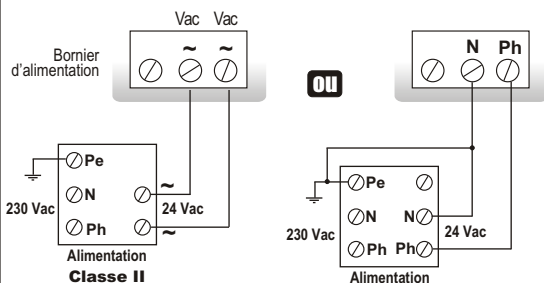 Vac Vac
~ ~
Bornier
d'alimentation
Pe
N
Ph
230 Vac
~
24 Vac
~
Alimentation
Classe II
ou
N Ph
Pe
N N
Ph Ph
230 Vac
24 Vac
Alimentation